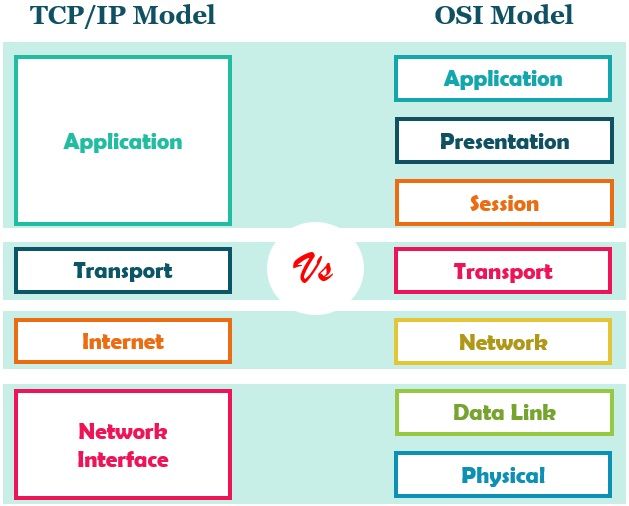 TCP/IP Model
OSI Model
Application
Application
Presentation
Session
Transport
Vs
Transport
Internet
Network
Network
Interface
Data Link
Physical